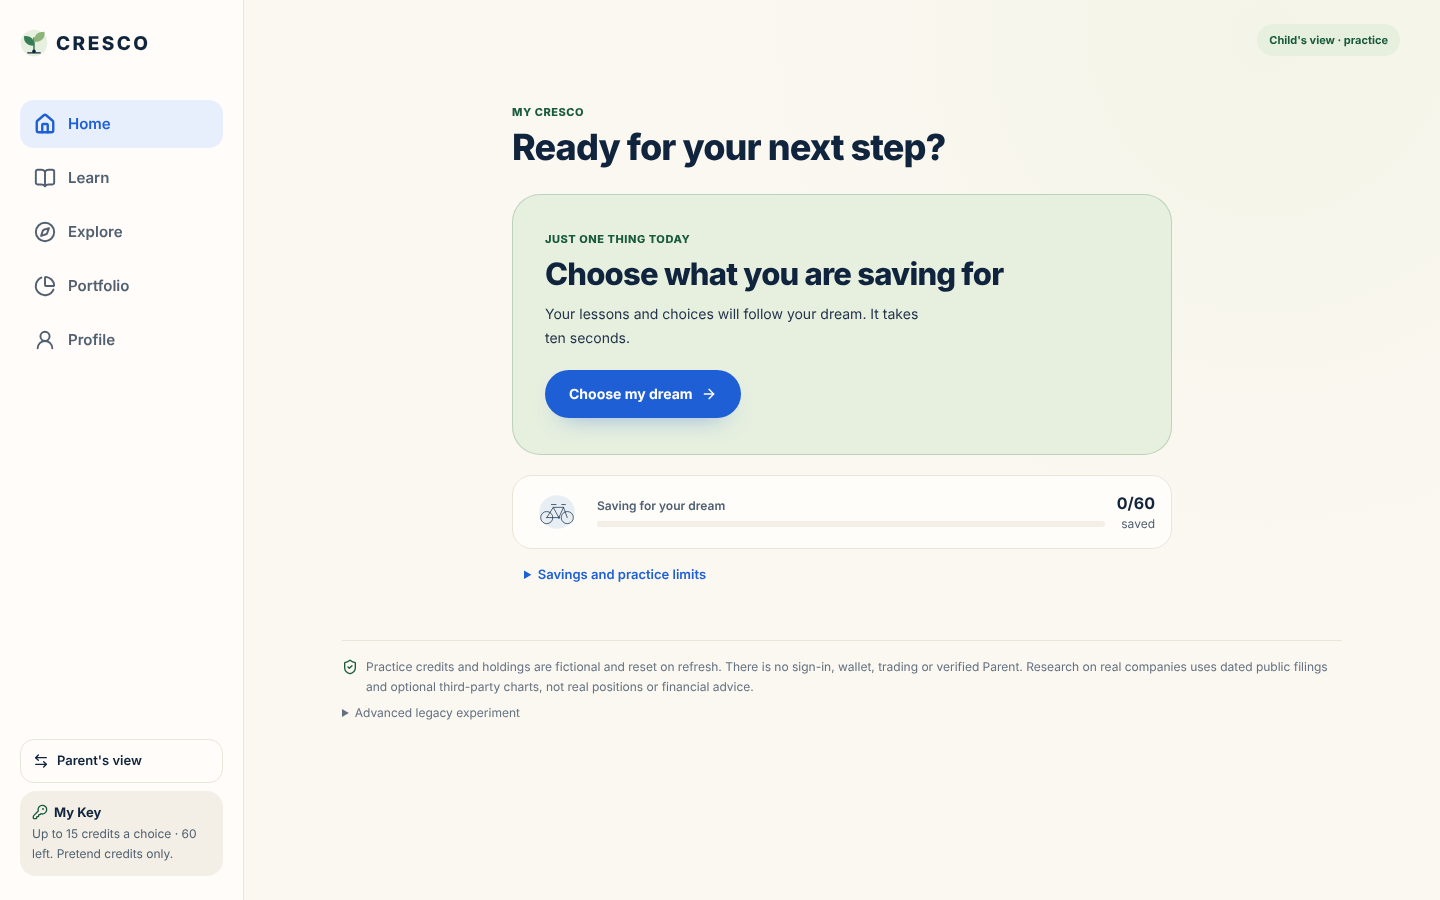 CRESCO
Home
Learn
Explore
Portfolio
Profile
Parent's view
My Key
Up to 15 credits a choice · 60
left. Pretend credits only.
Child's view · practice
MY CRESCO
Ready for your next step?
JUST ONE THING TODAY
Choose what you are saving for
Your lessons and choices will follow your dream. It takes
ten seconds.
Choose my dream
Saving for your dream
0/60
saved
Savings and practice limits
Practice credits and holdings are fictional and reset on refresh. There is no sign-in, wallet, trading or verified Parent. Research on real companies uses dated public filings
and optional third-party charts, not real positions or financial advice.
Advanced legacy experiment